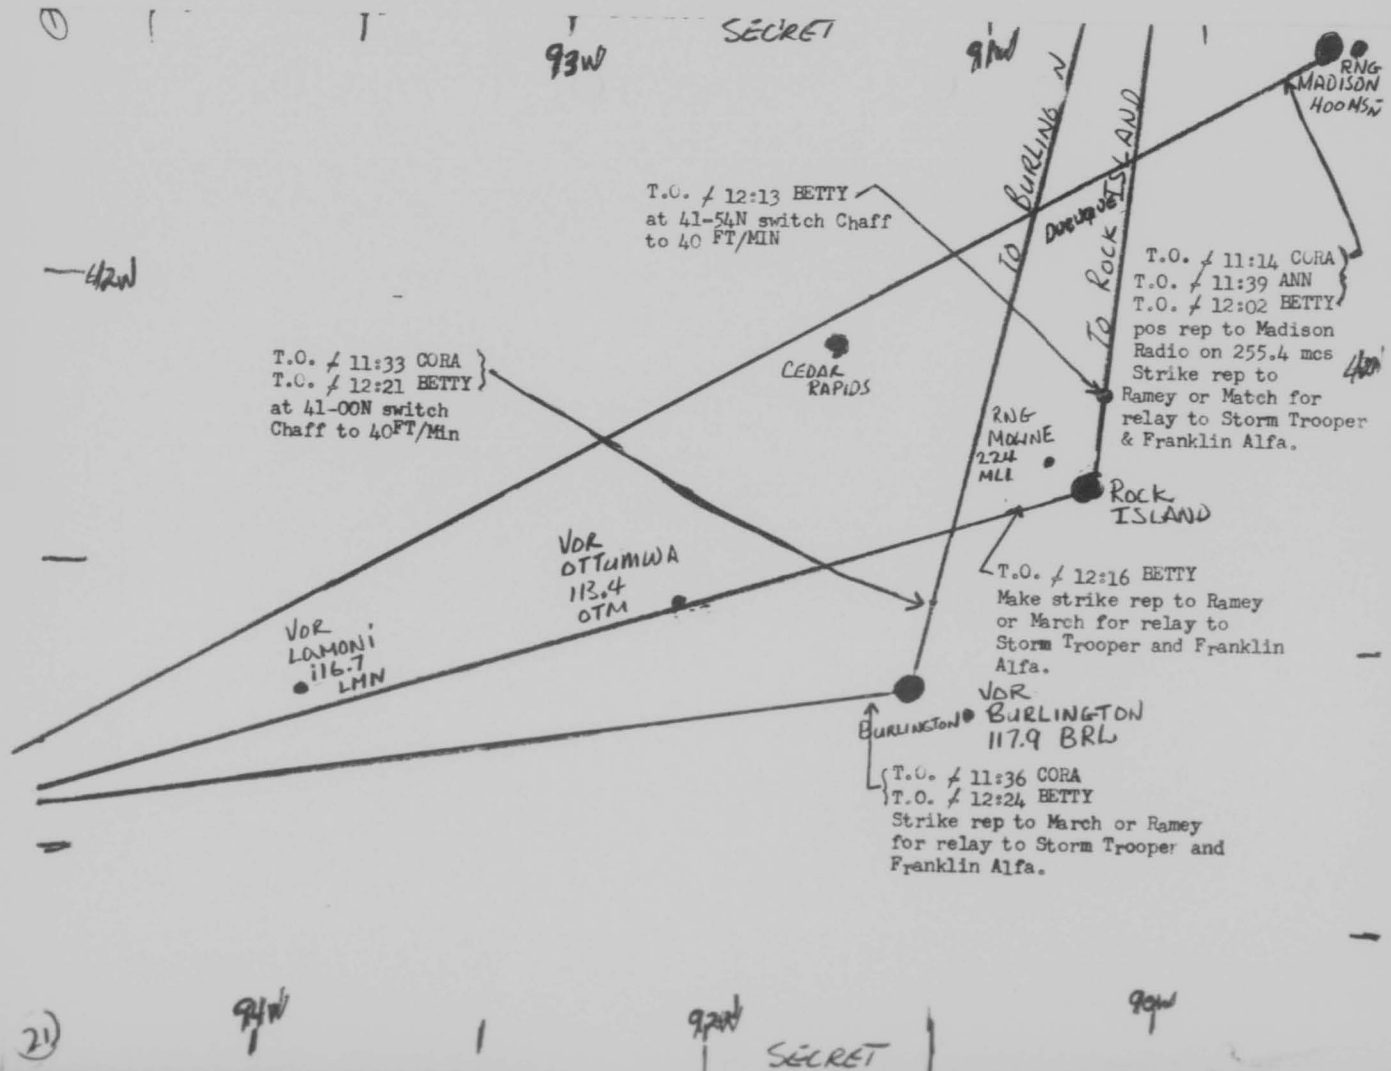 1
SECRET
93W
91W
RNG
MADISON
400 MSN
TO BURLING N
TO ROCK ISLAND
DUBUQUE
T.O. ≠ 12:13 BETTY
at 41-54N switch Chaff
to 40 FT/MIN
42W
T.O. ≠ 11:14 CORA
T.O. ≠ 11:39 ANN
T.O. ≠ 12:02 BETTY
pos rep to Madison
Radio on 255.4 mcs
Strike rep to
Ramey or Match for
relay to Storm Trooper
& Franklin Alfa.
T.O. ≠ 11:33 CORA
T.O. ≠ 12:21 BETTY
at 41-00N switch
Chaff to 40FT/Min
CEDAR
RAPIDS
RNG
MOLINE
224
MLI
ROCK
ISLAND
VOR
OTTUMWA
113.4
OTM
T.O. ≠ 12:16 BETTY
Make strike rep to Ramey
or March for relay to
Storm Trooper and Franklin
Alfa.
VOR
LAMONI
116.7
LMN
BURLINGTON
VOR
BURLINGTON
117.9 BRL
T.O. ≠ 11:36 CORA
T.O. ≠ 12:24 BETTY
Strike rep to March or Ramey
for relay to Storm Trooper and
Franklin Alfa.
94W
92W
90W
21
SECRET